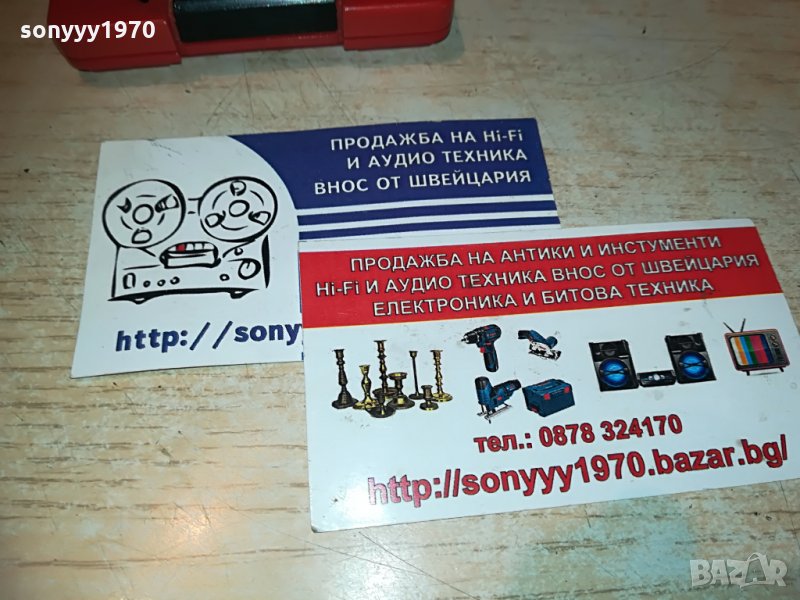 sonyyy1970
ПРОДАЖБА НА Hi-Fi
И АУДИО ТЕХНИКА
ВНОС ОТ ШВЕЙЦАРИЯ
http://sony
ПРОДАЖБА НА АНТИКИ И ИНСТУМЕНТИ
Hi-Fi И АУДИО ТЕХНИКА ВНОС ОТ ШВЕЙЦАРИЯ
ЕЛЕКТРОНИКА И БИТОВА ТЕХНИКА
тел.: 0878 324170
http://sonyyy1970.bazar.bg/
BAZAR